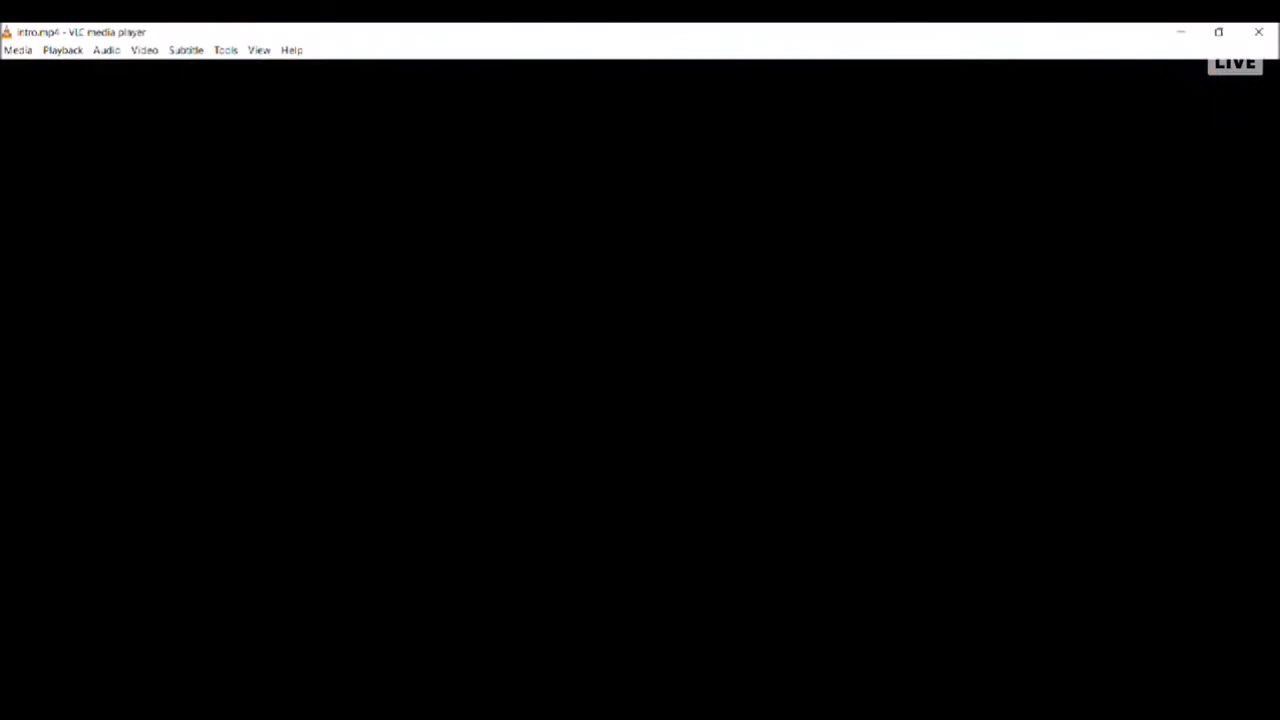 intro.mp4 - VLC media player
Media Playback Audio Video Subtitle Tools View Help
LIVE